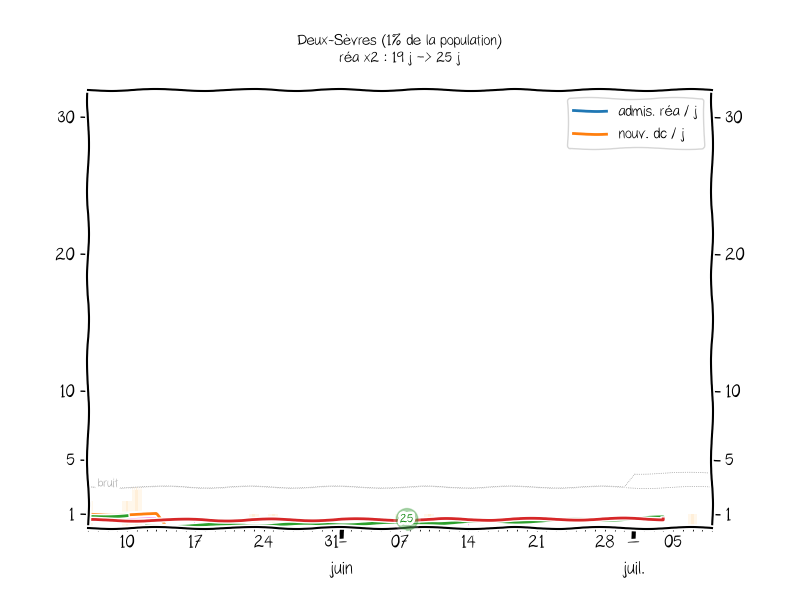 Deux-Sèvres (1% de la population)
réa x2 : 19 j -> 25 j
admis. réa / j
nouv. dc / j
30
30
20
20
10
10
5
5
bruit
1
1
25
10
17
24
31
07
14
21
28
05
juin
juil.